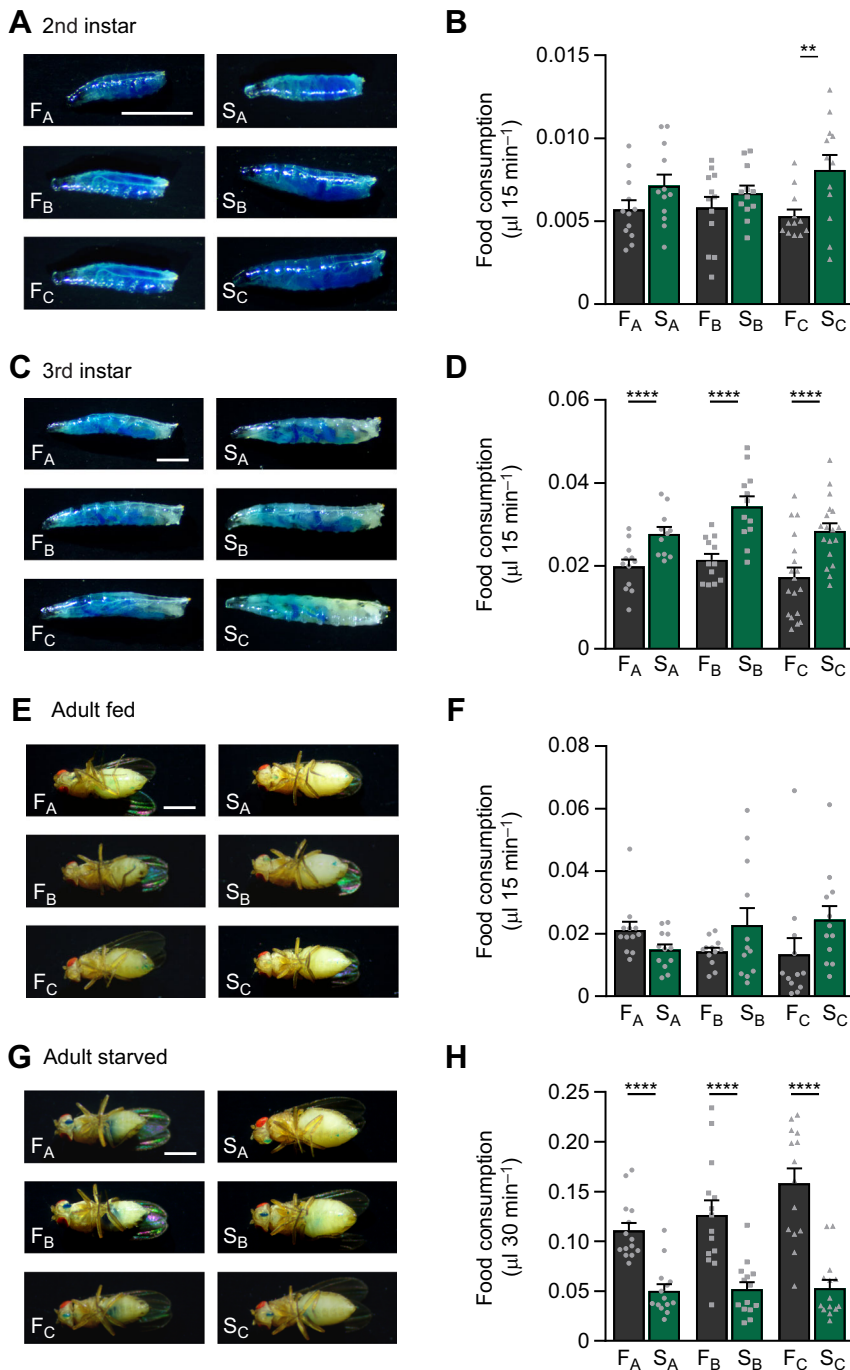 A 2nd instar
F_A
S_A
F_B
S_B
F_C
S_C
B
Food consumption
(µl 15 min⁻¹)
0.015
0.010
0.005
0
**
F_A S_A F_B S_B F_C S_C
C 3rd instar
F_A
S_A
F_B
S_B
F_C
S_C
D
Food consumption
(µl 15 min⁻¹)
0.06
0.04
0.02
0
**** **** ****
F_A S_A F_B S_B F_C S_C
E Adult fed
F_A
S_A
F_B
S_B
F_C
S_C
F
Food consumption
(µl 15 min⁻¹)
0.08
0.06
0.04
0.02
0
F_A S_A F_B S_B F_C S_C
G Adult starved
F_A
S_A
F_B
S_B
F_C
S_C
H
Food consumption
(µl 30 min⁻¹)
0.25
0.20
0.15
0.10
0.05
0
**** **** ****
F_A S_A F_B S_B F_C S_C